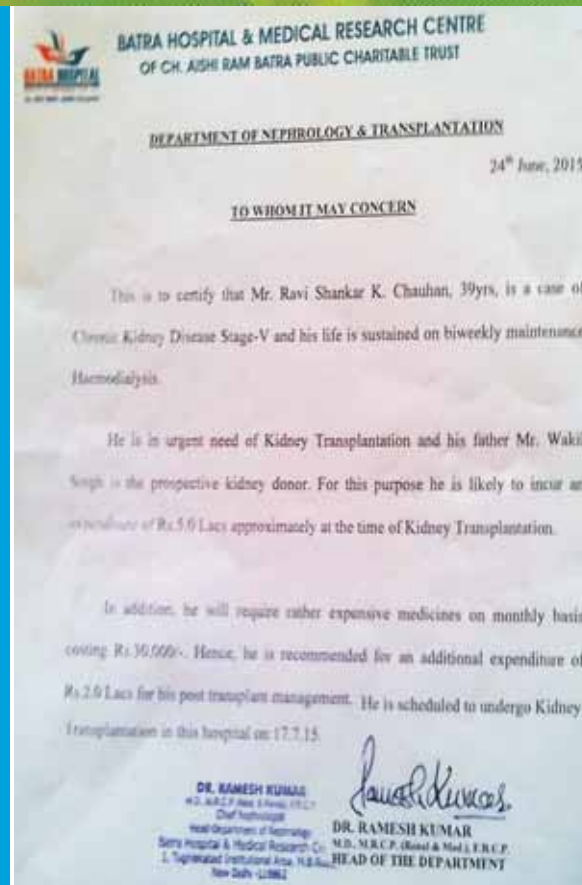 BATRA HOSPITAL & MEDICAL RESEARCH CENTRE
OF CH. AISHI RAM BATRA PUBLIC CHARITABLE TRUST
BATRA HOSPITAL
DEPARTMENT OF NEPHROLOGY & TRANSPLANTATION
24th June, 2015
TO WHOM IT MAY CONCERN
This is to certify that Mr. Ravi Shankar K. Chauhan, 39yrs, is a case of
Chronic Kidney Disease Stage-V and his life is sustained on biweekly maintenance
Haemodialysis.
He is in urgent need of Kidney Transplantation and his father Mr. Wakil
Singh is the prospective kidney donor. For this purpose he is likely to incur an
expenditure of Rs.5.0 Lacs approximately at the time of Kidney Transplantation.
In addition, he will require rather expensive medicines on monthly basis
costing Rs.30,000/-. Hence, he is recommended for an additional expenditure of
Rs.2.0 Lacs for his post transplant management. He is scheduled to undergo Kidney
Transplantation in this hospital on 17.7.15.
Ramesh Kumar
DR. RAMESH KUMAR
Chief Nephrologist
Head Department of Nephrology
Batra Hospital & Medical Research
1, Tughlakabad Institutional Area, M.B.
New Delhi
DR. RAMESH KUMAR
M.D., M.R.C.P. (Renal & Med.), F.R.C.P.
HEAD OF THE DEPARTMENT